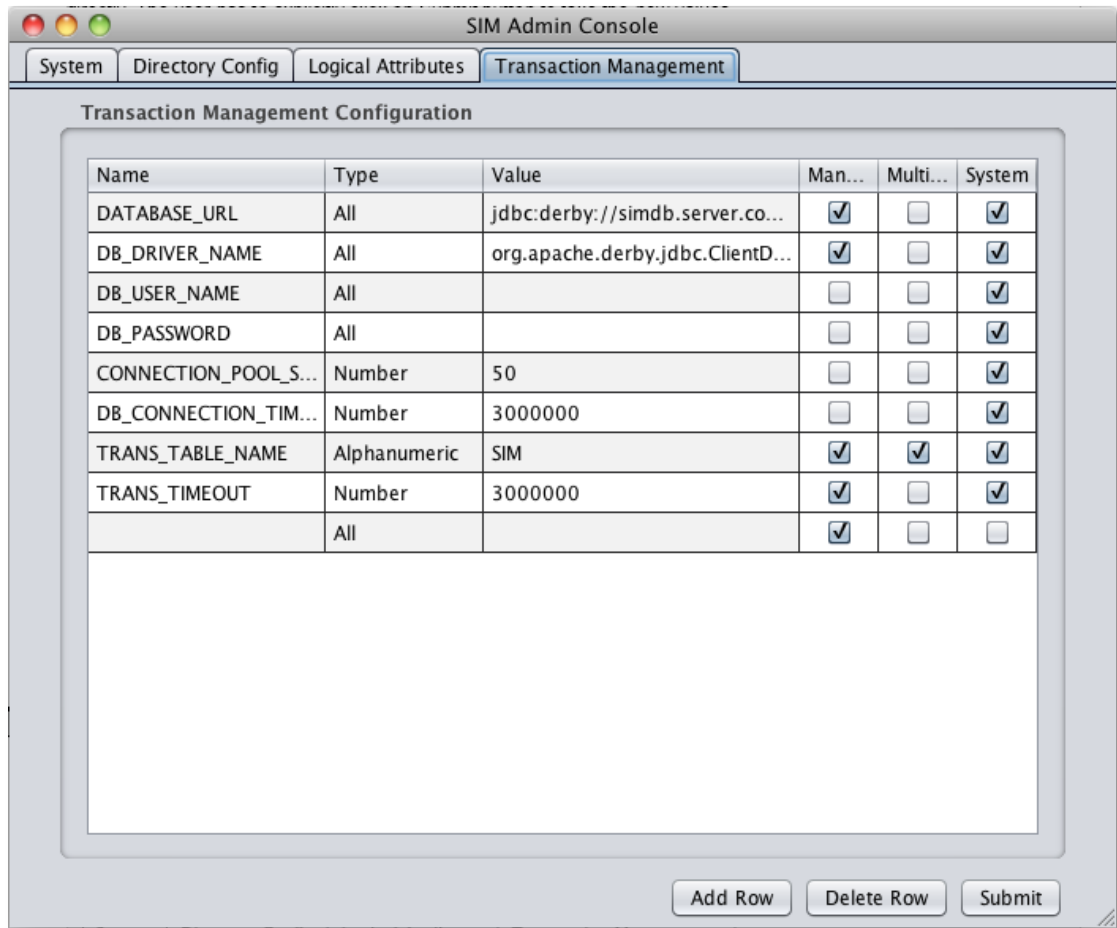 SIM Admin Console
System Directory Config Logical Attributes Transaction Management
Transaction Management Configuration
Name Type Value Man... Multi... System
DATABASE_URL All jdbc:derby://simdb.server.co...
DB_DRIVER_NAME All org.apache.derby.jdbc.ClientD...
DB_USER_NAME All
DB_PASSWORD All
CONNECTION_POOL_S... Number 50
DB_CONNECTION_TIM... Number 3000000
TRANS_TABLE_NAME Alphanumeric SIM
TRANS_TIMEOUT Number 3000000
All
Add Row Delete Row Submit